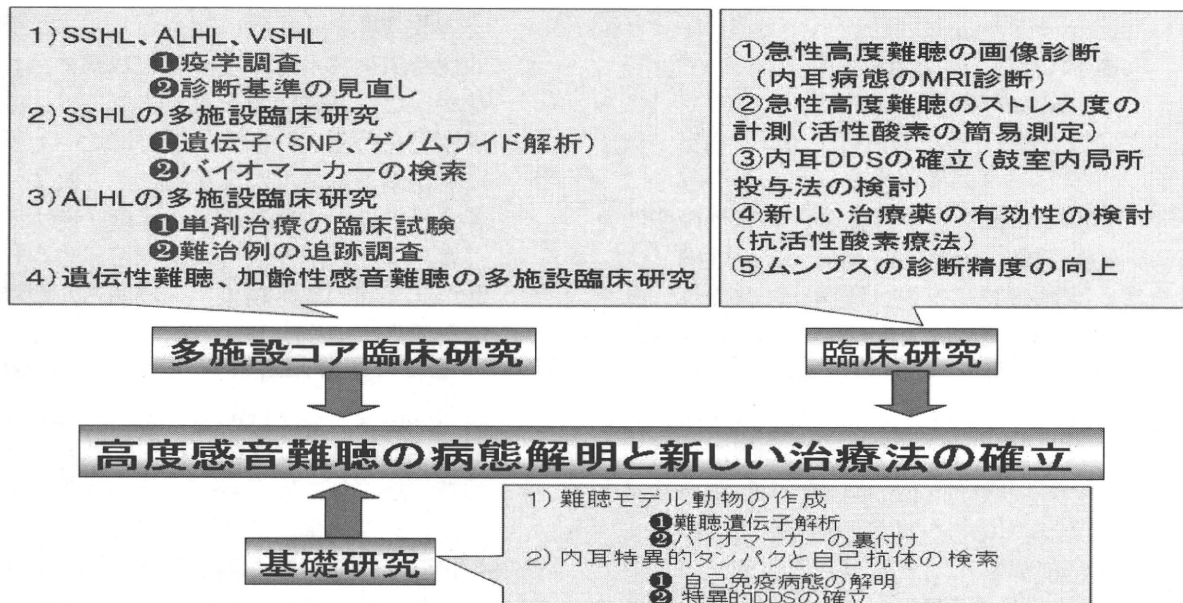 1)SSHL、ALHL、VSHL
❶疫学調査
❷診断基準の見直し
2)SSHLの多施設臨床研究
❶遺伝子(SNP、ゲノムワイド解析)
❷バイオマーカーの検索
3)ALHLの多施設臨床研究
❶単剤治療の臨床試験
❷難治例の追跡調査
4)遺伝性難聴、加齢性感音難聴の多施設臨床研究
①急性高度難聴の画像診断
(内耳病態のMRI診断)
②急性高度難聴のストレス度の
計測(活性酸素の簡易測定)
③内耳DDSの確立(鼓室内局所
投与法の検討)
④新しい治療薬の有効性の検討
(抗活性酸素療法)
⑤ムンプスの診断精度の向上
多施設コア臨床研究
臨床研究
高度感音難聴の病態解明と新しい治療法の確立
基礎研究
1)難聴モデル動物の作成
❶難聴遺伝子解析
❷バイオマーカーの裏付け
2)内耳特異的タンパクと自己抗体の検索
❶ 自己免疫病態の解明
❷ 特異的DDSの確立